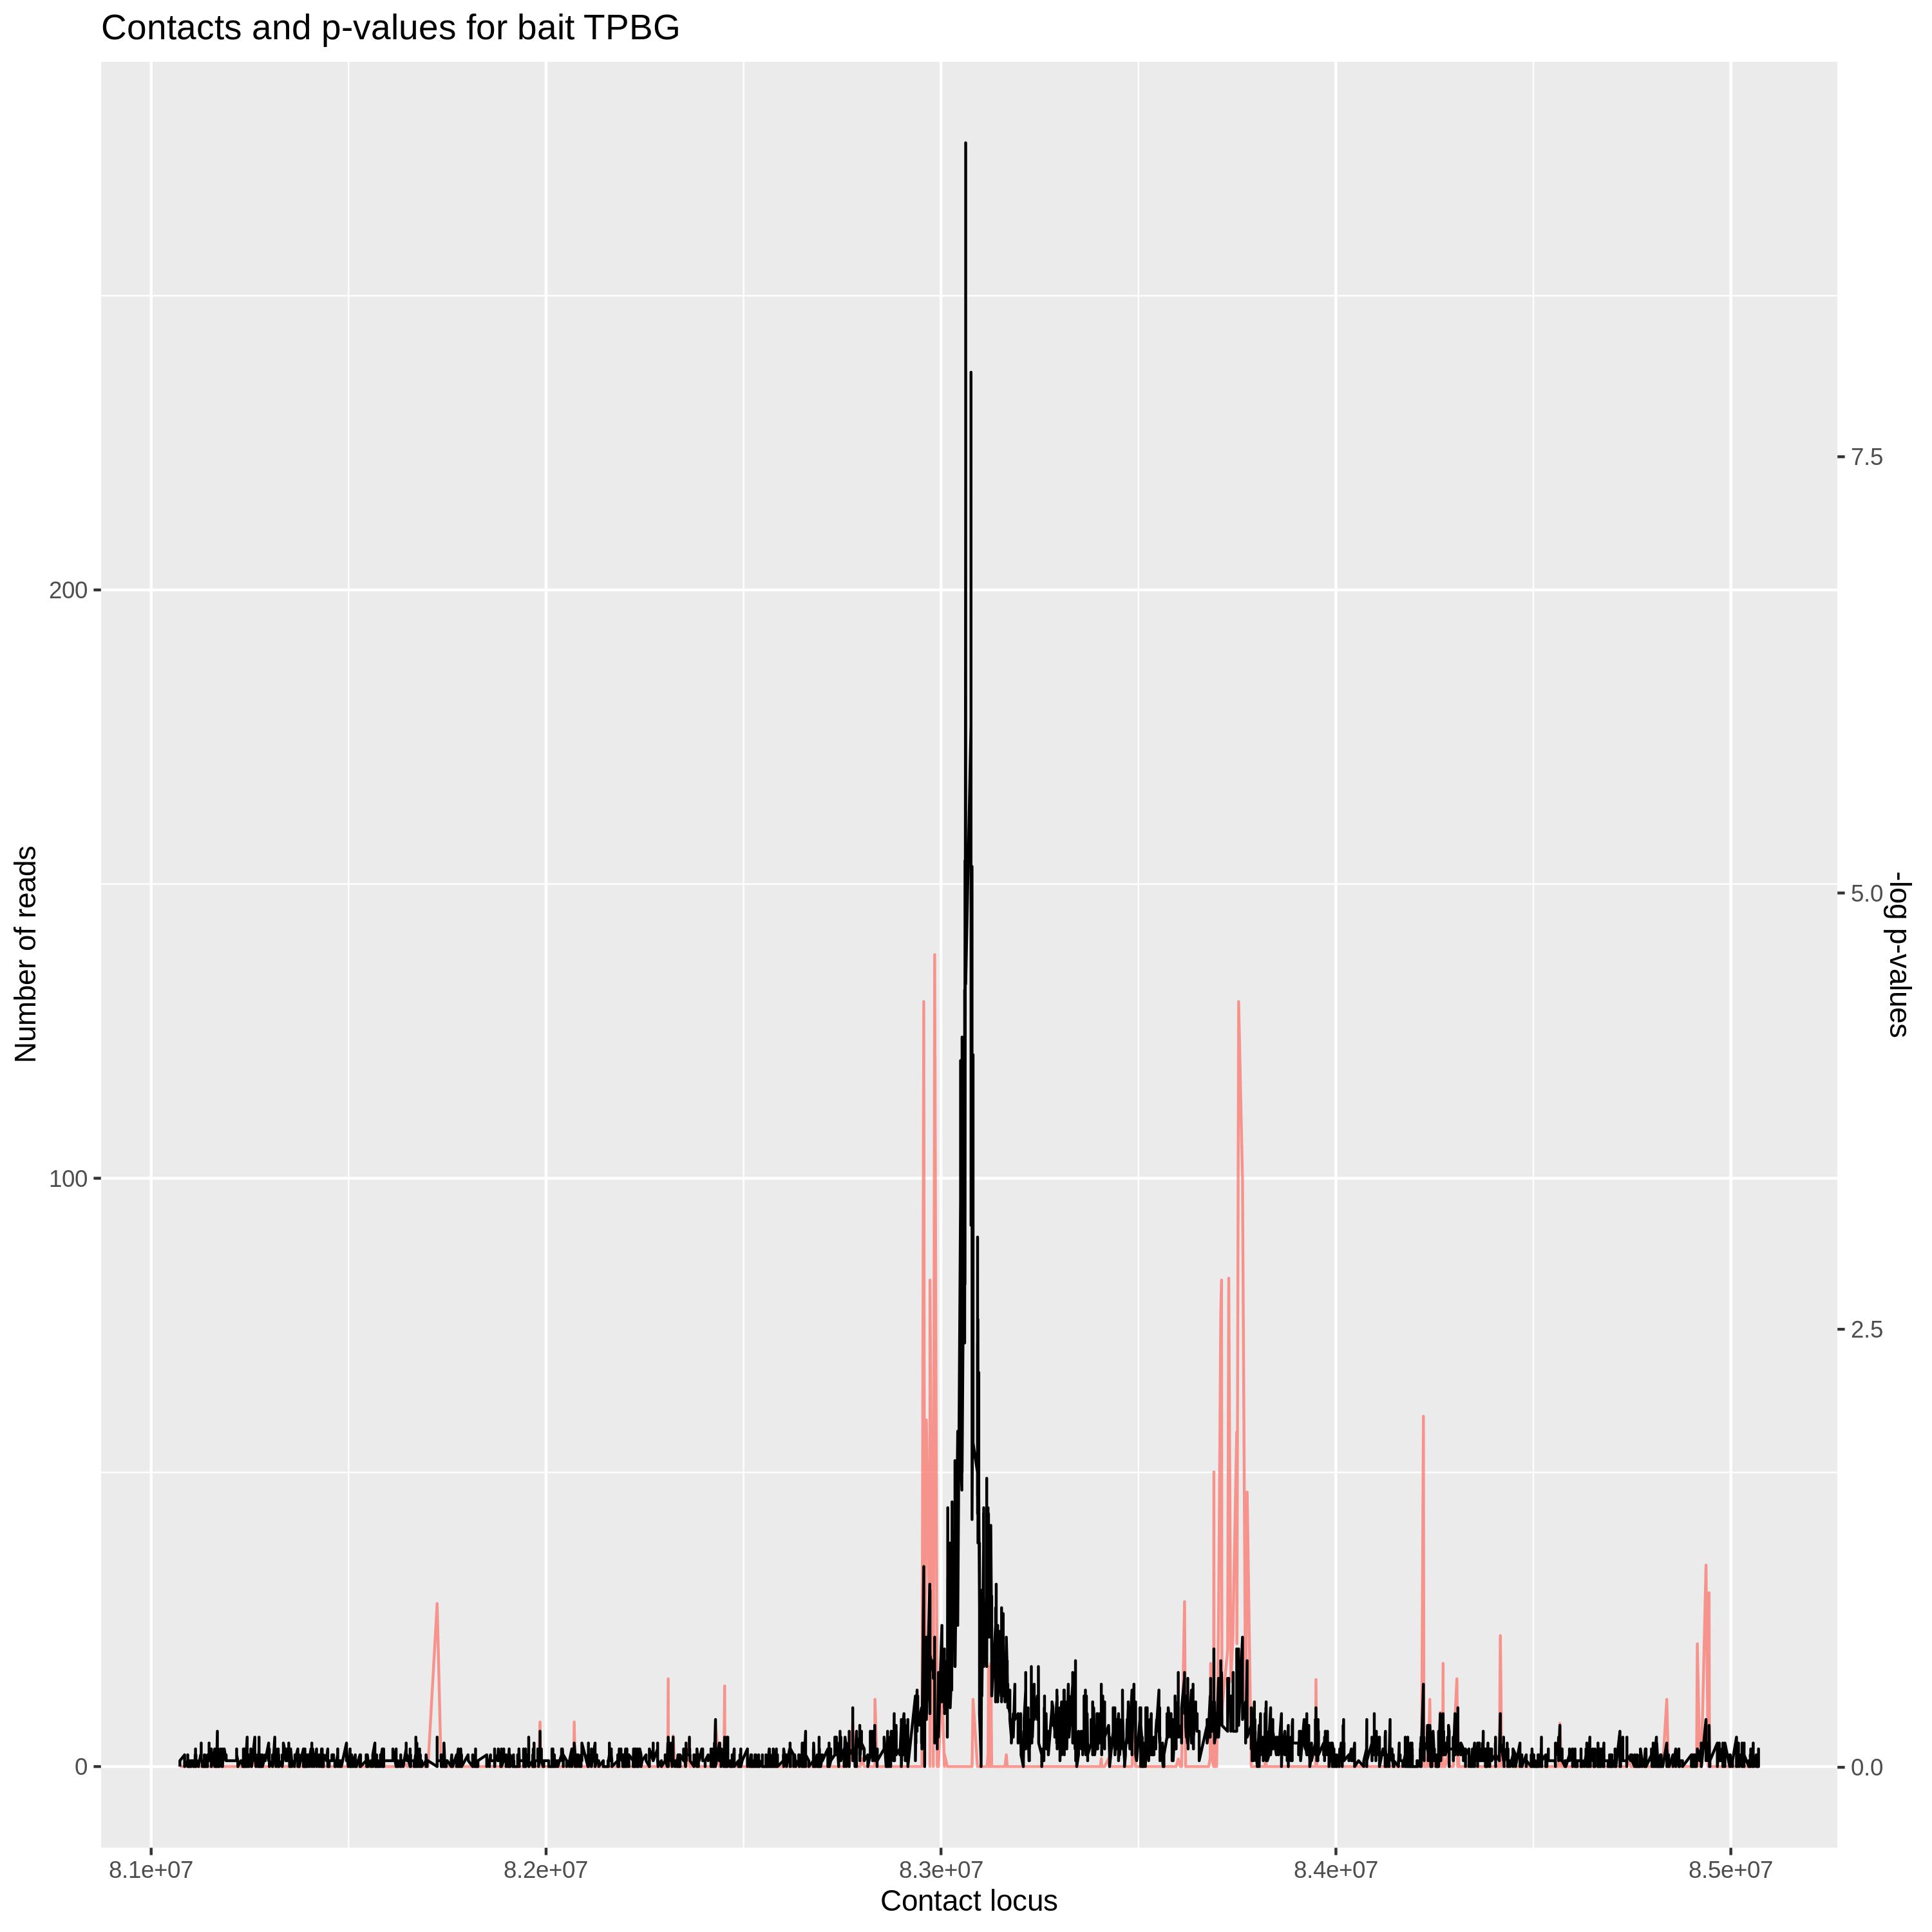 Contacts and p-values for bait TPBG
Number of reads
200
100
0
7.5
5.0
2.5
0.0
-log p-values
8.1e+07
8.2e+07
8.3e+07
8.4e+07
8.5e+07
Contact locus